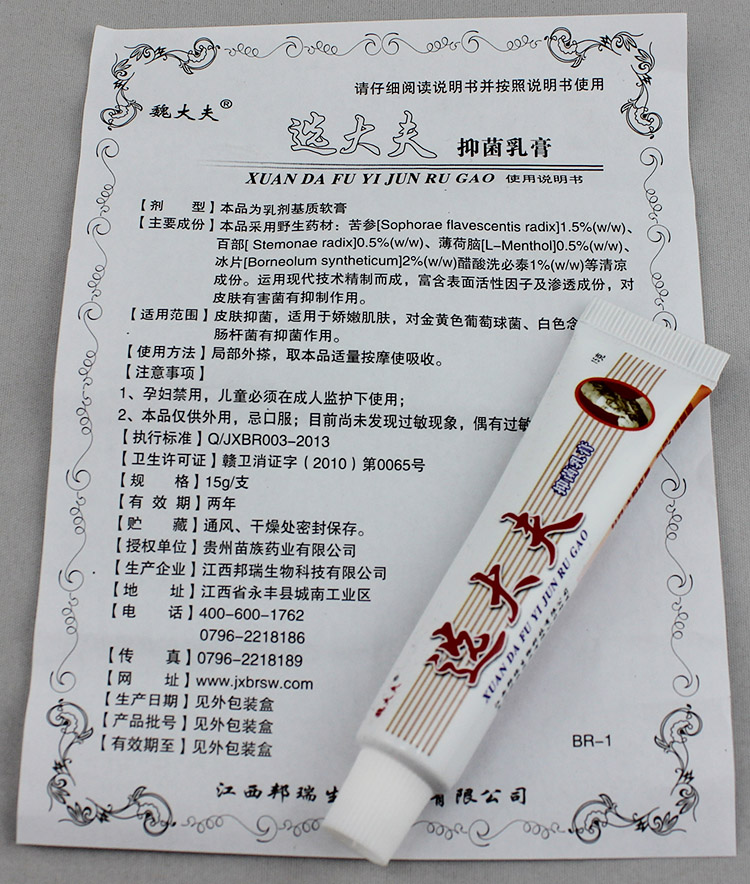 请仔细阅读说明书并按照说明书使用
魏大夫®
选大夫 抑菌乳膏
XUAN DA FU YI JUN RU GAO 使用说明书
【剂 型】本品为乳剂基质软膏
【主要成份】本品采用野生药材：苦参[Sophorae flavescentis radix]1.5%(w/w)、
百部[ Stemonae radix]0.5%(w/w)、薄荷脑[L-Menthol]0.5%(w/w)、
冰片[Borneolum syntheticum]2%(w/w)醋酸洗必泰1%(w/w)等清凉
成份。运用现代技术精制而成，富含表面活性因子及渗透成份，对
皮肤有害菌有抑制作用。
【适用范围】皮肤抑菌，适用于娇嫩肌肤，对金黄色葡萄球菌、白色念
肠杆菌有抑菌作用。
【使用方法】局部外搽，取本品适量按摩使吸收。
【注意事项】
1、孕妇禁用，儿童必须在成人监护下使用；
2、本品仅供外用，忌口服；目前尚未发现过敏现象，偶有过敏
【执行标准】Q/JXBR003-2013
【卫生许可证】赣卫消证字（2010）第0065号
【规 格】15g/支
【有 效 期】两年
【贮 藏】通风、干燥处密封保存。
【授权单位】贵州苗族药业有限公司
【生产企业】江西邦瑞生物科技有限公司
【地 址】江西省永丰县城南工业区
【电 话】400-600-1762
0796-2218186
【传 真】0796-2218189
【网 址】www.jxbrsw.com
【生产日期】见外包装盒
【产品批号】见外包装盒
【有效期至】见外包装盒
BR-1
江西邦瑞生 有限公司
抑菌乳膏
选大夫
XUAN DA FU YI JUN RU GAO
魏大夫®